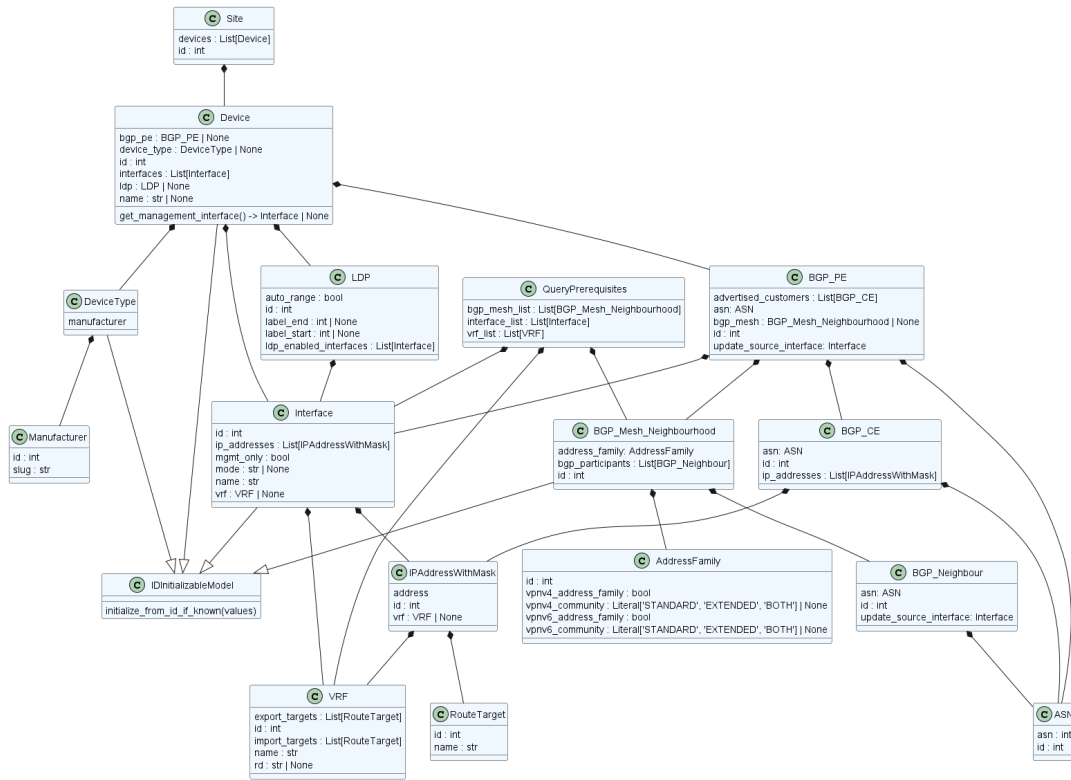 C Site
devices : List[Device]
id : int
C Device
bgp_pe : BGP_PE | None
device_type : DeviceType | None
id : int
interfaces : List[Interface]
ldp : LDP | None
name : str | None
get_management_interface() -> Interface | None
C DeviceType
manufacturer
C LDP
auto_range : bool
id : int
label_end : int | None
label_start : int | None
ldp_enabled_interfaces : List[Interface]
C QueryPrerequisites
bgp_mesh_list : List[BGP_Mesh_Neighbourhood]
interface_list : List[Interface]
vrf_list : List[VRF]
C BGP_PE
advertised_customers : List[BGP_CE]
asn: ASN
bgp_mesh : BGP_Mesh_Neighbourhood | None
id : int
update_source_interface: Interface
C Manufacturer
id : int
slug : str
C Interface
id : int
ip_addresses : List[IPAddressWithMask]
mgmt_only : bool
mode : str | None
name : str
vrf : VRF | None
C BGP_Mesh_Neighbourhood
address_family: AddressFamily
bgp_participants : List[BGP_Neighbour]
id : int
C BGP_CE
asn: ASN
id : int
ip_addresses : List[IPAddressWithMask]
C IDInitializableModel
initialize_from_id_if_known(values)
C IPAddressWithMask
address
id : int
vrf : VRF | None
C AddressFamily
id : int
vpnv4_address_family : bool
vpnv4_community : Literal['STANDARD', 'EXTENDED', 'BOTH'] | None
vpnv6_address_family : bool
vpnv6_community : Literal['STANDARD', 'EXTENDED', 'BOTH'] | None
C BGP_Neighbour
asn: ASN
id : int
update_source_interface: Interface
C VRF
export_targets : List[RouteTarget]
id : int
import_targets : List[RouteTarget]
name : str
rd : str | None
C RouteTarget
id : int
name : str
C ASN
asn : int
id : int